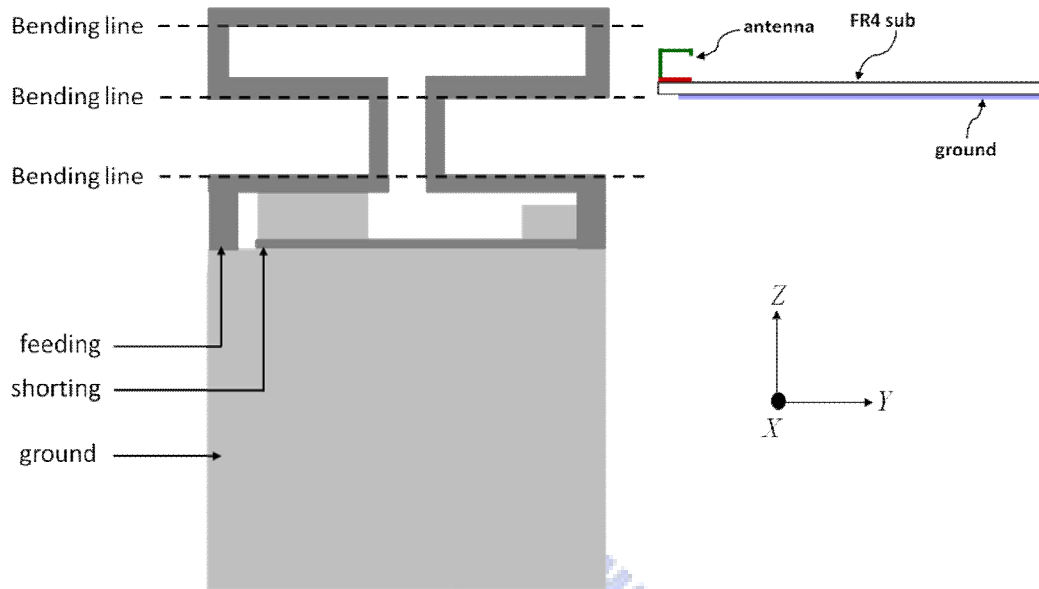 Bending line
Bending line
Bending line
feeding
shorting
ground
antenna
FR4 sub
ground
Z
Y
X